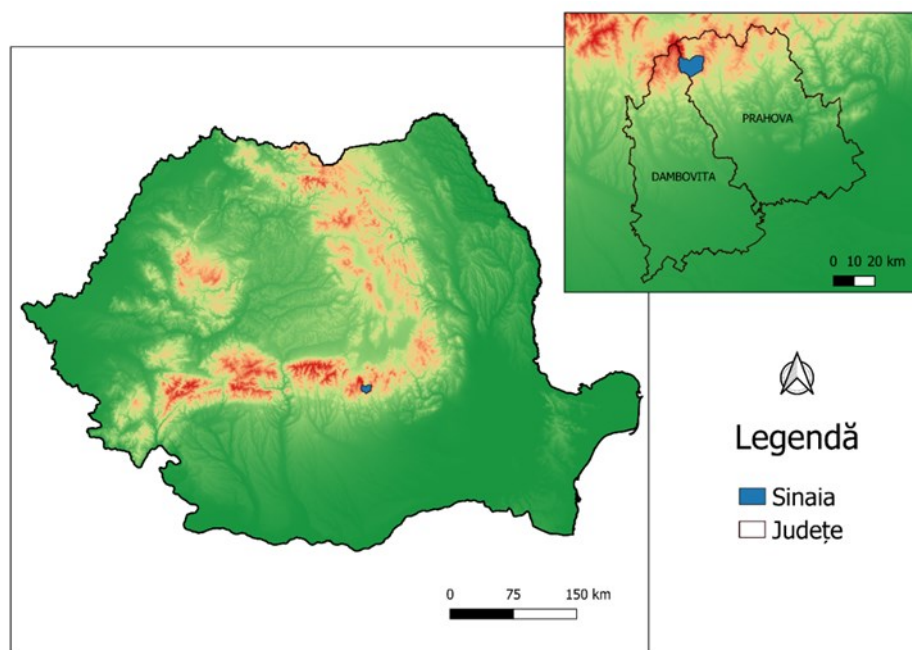 PRAHOVA
DAMBOVITA
0 10 20 km
Legendă
Sinaia
Județe
0 75 150 km